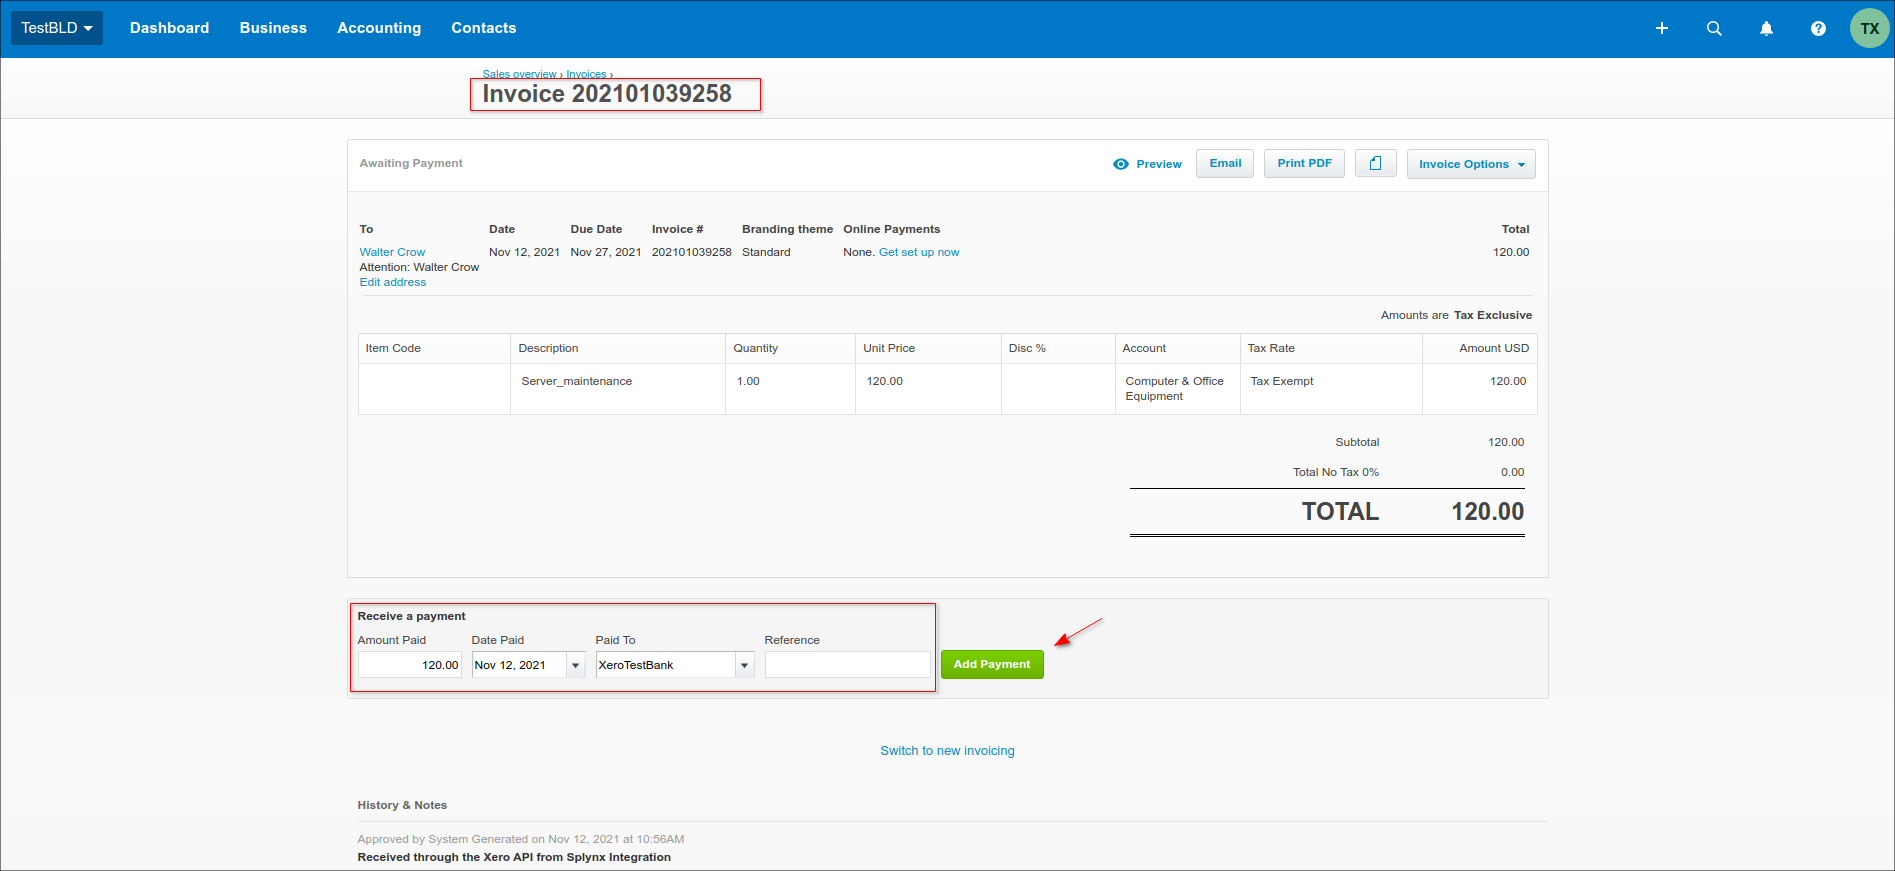 TestBLD Dashboard Business Accounting Contacts TX
Sales overview › Invoices ›
Invoice 202101039258
Awaiting Payment Preview Email Print PDF Invoice Options
To Date Due Date Invoice # Branding theme Online Payments Total
Walter Crow Nov 12, 2021 Nov 27, 2021 202101039258 Standard None. Get set up now 120.00
Attention: Walter Crow
Edit address
Amounts are Tax Exclusive
Item Code Description Quantity Unit Price Disc % Account Tax Rate Amount USD
Server_maintenance 1.00 120.00 Computer & Office Tax Exempt 120.00
Equipment
Subtotal 120.00
Total No Tax 0% 0.00
TOTAL 120.00
Receive a payment
Amount Paid Date Paid Paid To Reference
120.00 Nov 12, 2021 XeroTestBank Add Payment
Switch to new invoicing
History & Notes
Approved by System Generated on Nov 12, 2021 at 10:56AM
Received through the Xero API from Splynx Integration